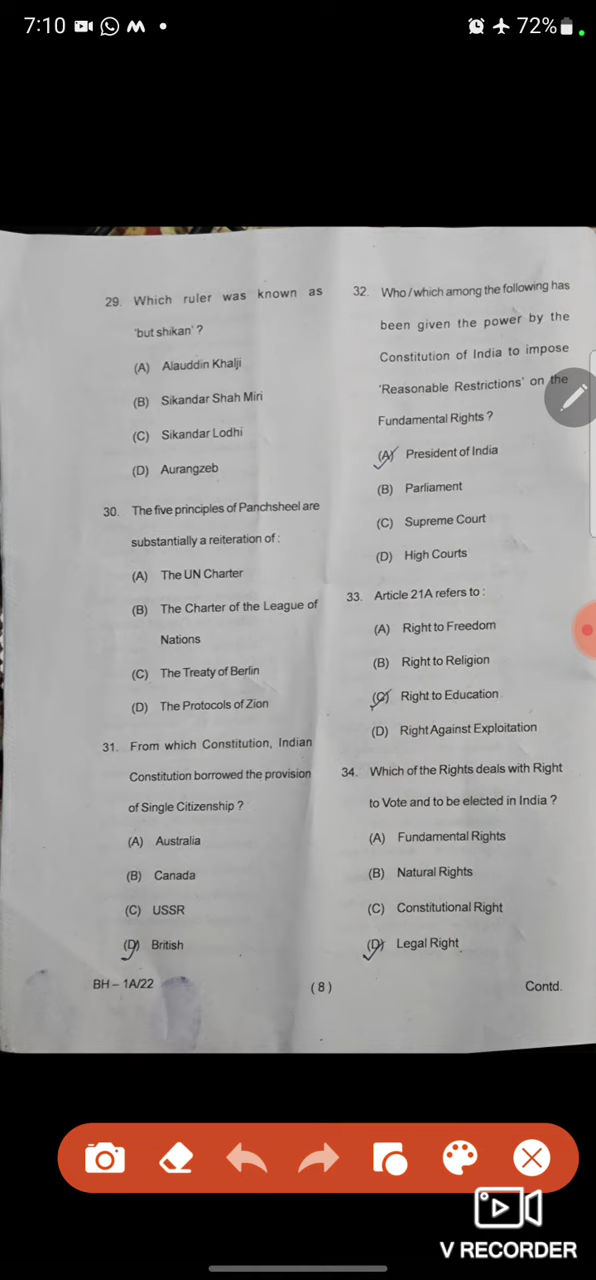 7:10
72%
29. Which ruler was known as
'but shikan' ?
(A) Alauddin Khalji
(B) Sikandar Shah Miri
(C) Sikandar Lodhi
(D) Aurangzeb
30. The five principles of Panchsheel are
substantially a reiteration of :
(A) The UN Charter
(B) The Charter of the League of
Nations
(C) The Treaty of Berlin
(D) The Protocols of Zion
31. From which Constitution, Indian
Constitution borrowed the provision
of Single Citizenship ?
(A) Australia
(B) Canada
(C) USSR
(D) British
32. Who / which among the following has
been given the power by the
Constitution of India to impose
'Reasonable Restrictions' on the
Fundamental Rights ?
(A) President of India
(B) Parliament
(C) Supreme Court
(D) High Courts
33. Article 21A refers to :
(A) Right to Freedom
(B) Right to Religion
(C) Right to Education
(D) Right Against Exploitation
34. Which of the Rights deals with Right
to Vote and to be elected in India ?
(A) Fundamental Rights
(B) Natural Rights
(C) Constitutional Right
(D) Legal Right
BH – 1A/22
( 8 )
Contd.
V RECORDER